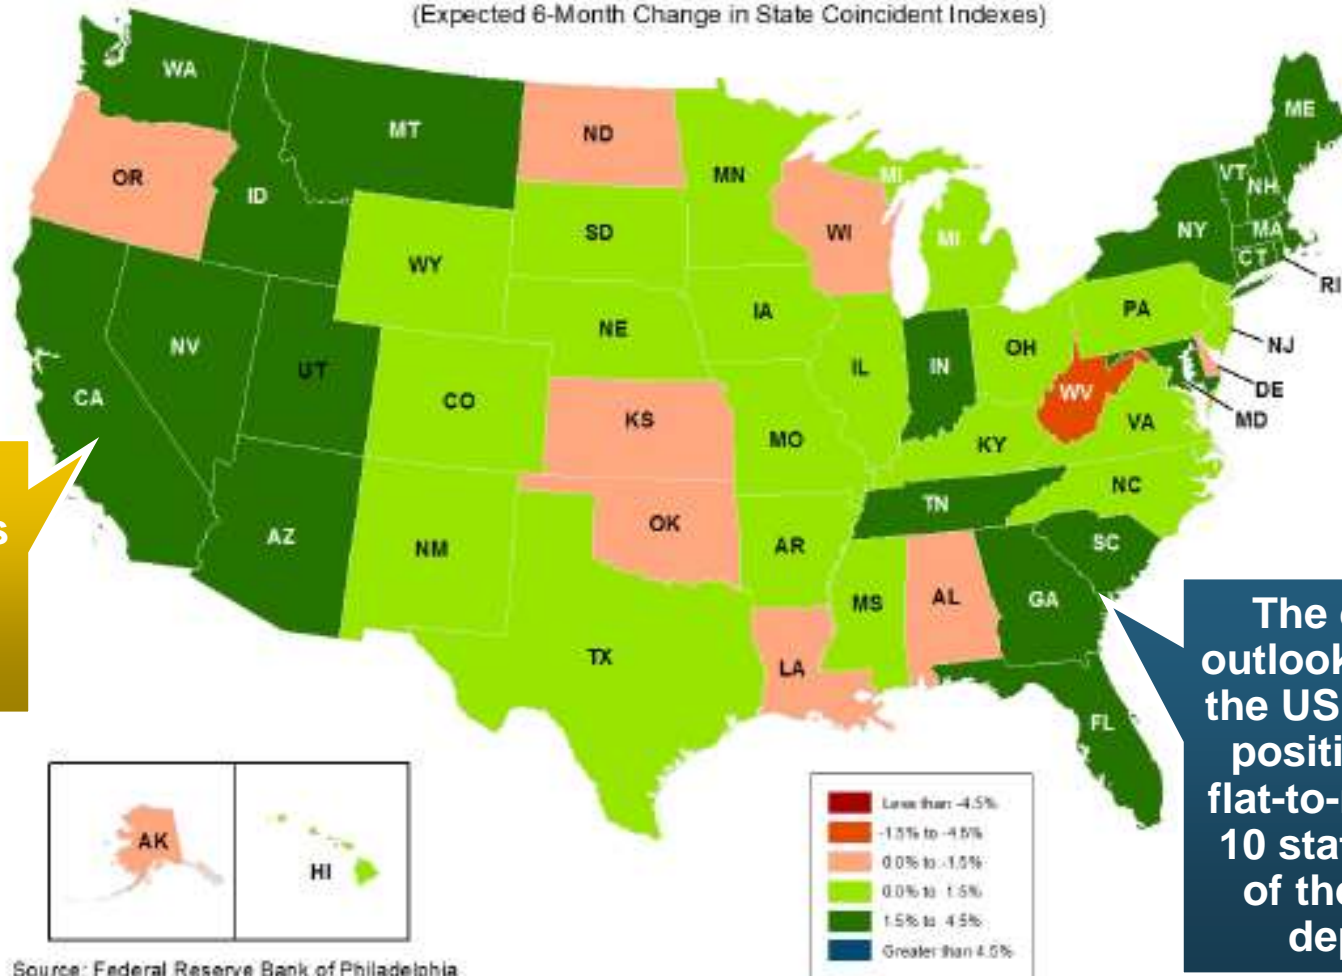 (Expected 6-Month Change in State Coincident Indexes)
WA
MT
ND
MN
ME
OR
ID
VT
NH
MI
SD
WI
NY
MA
WY
MI
CT
IA
RI
NE
PA
NV
OH
NJ
UT
IL
IN
CA
CO
WV
DE
KS
MD
MO
VA
KY
NC
s
TN
OK
AZ
NM
AR
SC
MS
AL
GA
TX
LA
FL
AK
HI
The
outlook
the US
positi
flat-to-
10 stat
of the
dep
Less than -4.5%
-1.5% to -4.5%
0.0% to -1.5%
0.0% to 1.5%
1.5% to 4.5%
Greater than 4.5%
Source: Federal Reserve Bank of Philadelphia